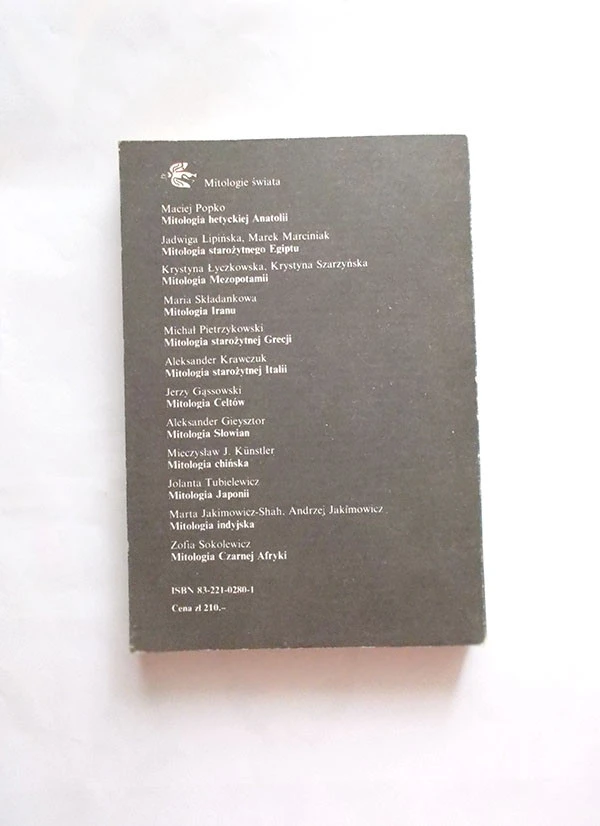 Mitologie świata
Maciej Popko
Mitologia hetyckiej Anatolii
Jadwiga Lipińska, Marek Marciniak
Mitologia starożytnego Egiptu
Krystyna Łyczkowska, Krystyna Szarzyńska
Mitologia Mezopotamii
Maria Składankowa
Mitologia Iranu
Michał Pietrzykowski
Mitologia starożytnej Grecji
Aleksander Krawczuk
Mitologia starożytnej Italii
Jerzy Gąssowski
Mitologia Celtów
Aleksander Gieysztor
Mitologia Słowian
Mieczysław J. Künstler
Mitologia chińska
Jolanta Tubielewicz
Mitologia Japonii
Marta Jakimowicz-Shah, Andrzej Jakimowicz
Mitologia indyjska
Zofia Sokolewicz
Mitologia Czarnej Afryki
ISBN 83-221-0280-1
Cena zł 210.–